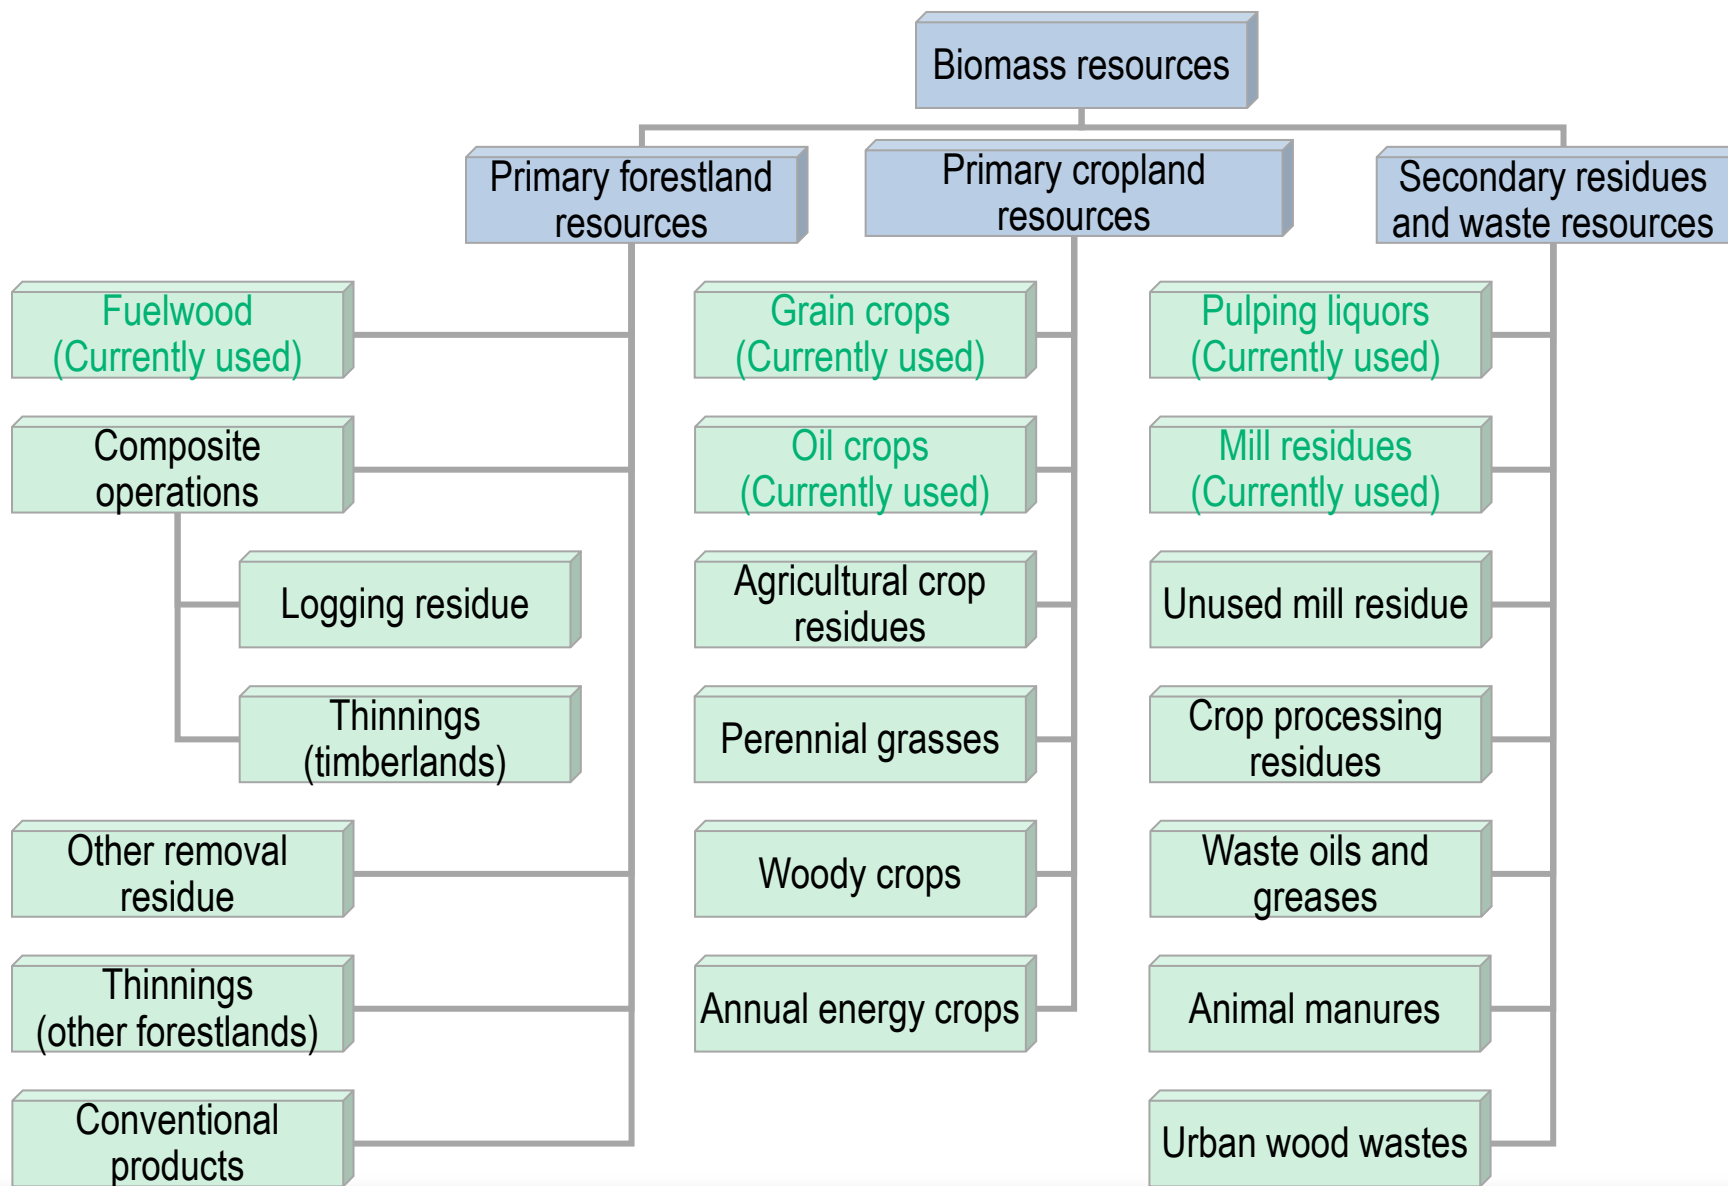 Biomass resources
Primary forestland
resources
Primary cropland
resources
Secondary residues
and waste resources
Fuelwood
(Currently used)
Composite
operations
Logging residue
Thinnings
(timberlands)
Other removal
residue
Thinnings
(other forestlands)
Conventional
products
Grain crops
(Currently used)
Oil crops
(Currently used)
Agricultural crop
residues
Perennial grasses
Woody crops
Annual energy crops
Pulping liquors
(Currently used)
Mill residues
(Currently used)
Unused mill residue
Crop processing
residues
Waste oils and
greases
Animal manures
Urban wood wastes